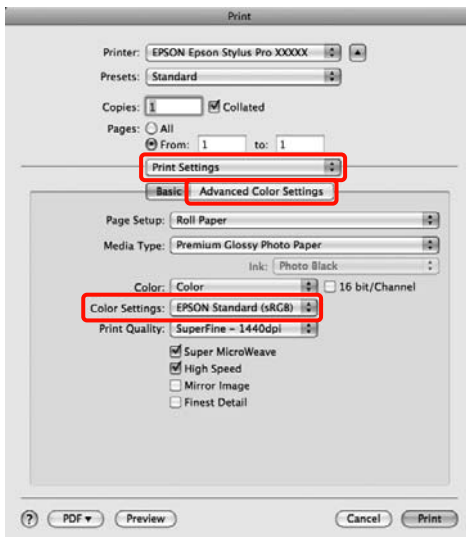 Print
Printer: EPSON Epson Stylus Pro XXXXX
Presets: Standard
Copies: 1 Collated
Pages: All
From: 1 to: 1
Print Settings
Basic Advanced Color Settings
Page Setup: Roll Paper
Media Type: Premium Glossy Photo Paper
Ink: Photo Black
Color: Color 16 bit/Channel
Color Settings: EPSON Standard (sRGB)
Print Quality: SuperFine - 1440dpi
Super MicroWeave
High Speed
Mirror Image
Finest Detail
? PDF Preview Cancel Print